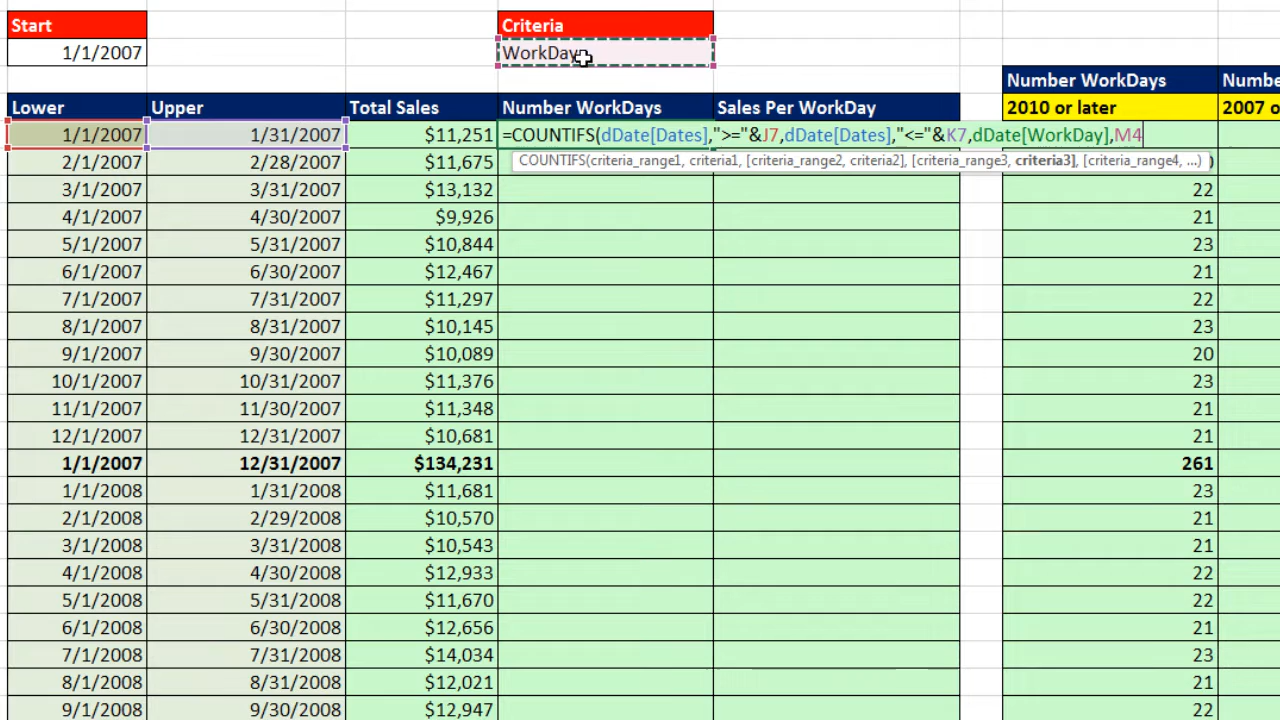 Start Criteria
1/1/2007 WorkDay
Number WorkDays Numbe
Lower Upper Total Sales Number WorkDays Sales Per WorkDay 2010 or later 2007 o
1/1/2007 1/31/2007 $11,251 =COUNTIFS(dDate[Dates],">="&J7,dDate[Dates],"<="&K7,dDate[WorkDay],M4
2/1/2007 2/28/2007 $11,675 COUNTIFS(criteria_range1, criteria1, [criteria_range2, criteria2], [criteria_range3, criteria3], [criteria_range4, ...)
3/1/2007 3/31/2007 $13,132 22
4/1/2007 4/30/2007 $9,926 21
5/1/2007 5/31/2007 $10,844 23
6/1/2007 6/30/2007 $12,467 21
7/1/2007 7/31/2007 $11,297 22
8/1/2007 8/31/2007 $10,145 23
9/1/2007 9/30/2007 $10,089 20
10/1/2007 10/31/2007 $11,376 23
11/1/2007 11/30/2007 $11,348 21
12/1/2007 12/31/2007 $10,681 21
1/1/2007 12/31/2007 $134,231 261
1/1/2008 1/31/2008 $11,681 23
2/1/2008 2/29/2008 $10,570 21
3/1/2008 3/31/2008 $10,543 21
4/1/2008 4/30/2008 $12,933 22
5/1/2008 5/31/2008 $11,670 22
6/1/2008 6/30/2008 $12,656 21
7/1/2008 7/31/2008 $14,034 23
8/1/2008 8/31/2008 $12,021 21
9/1/2008 9/30/2008 $12,947 22